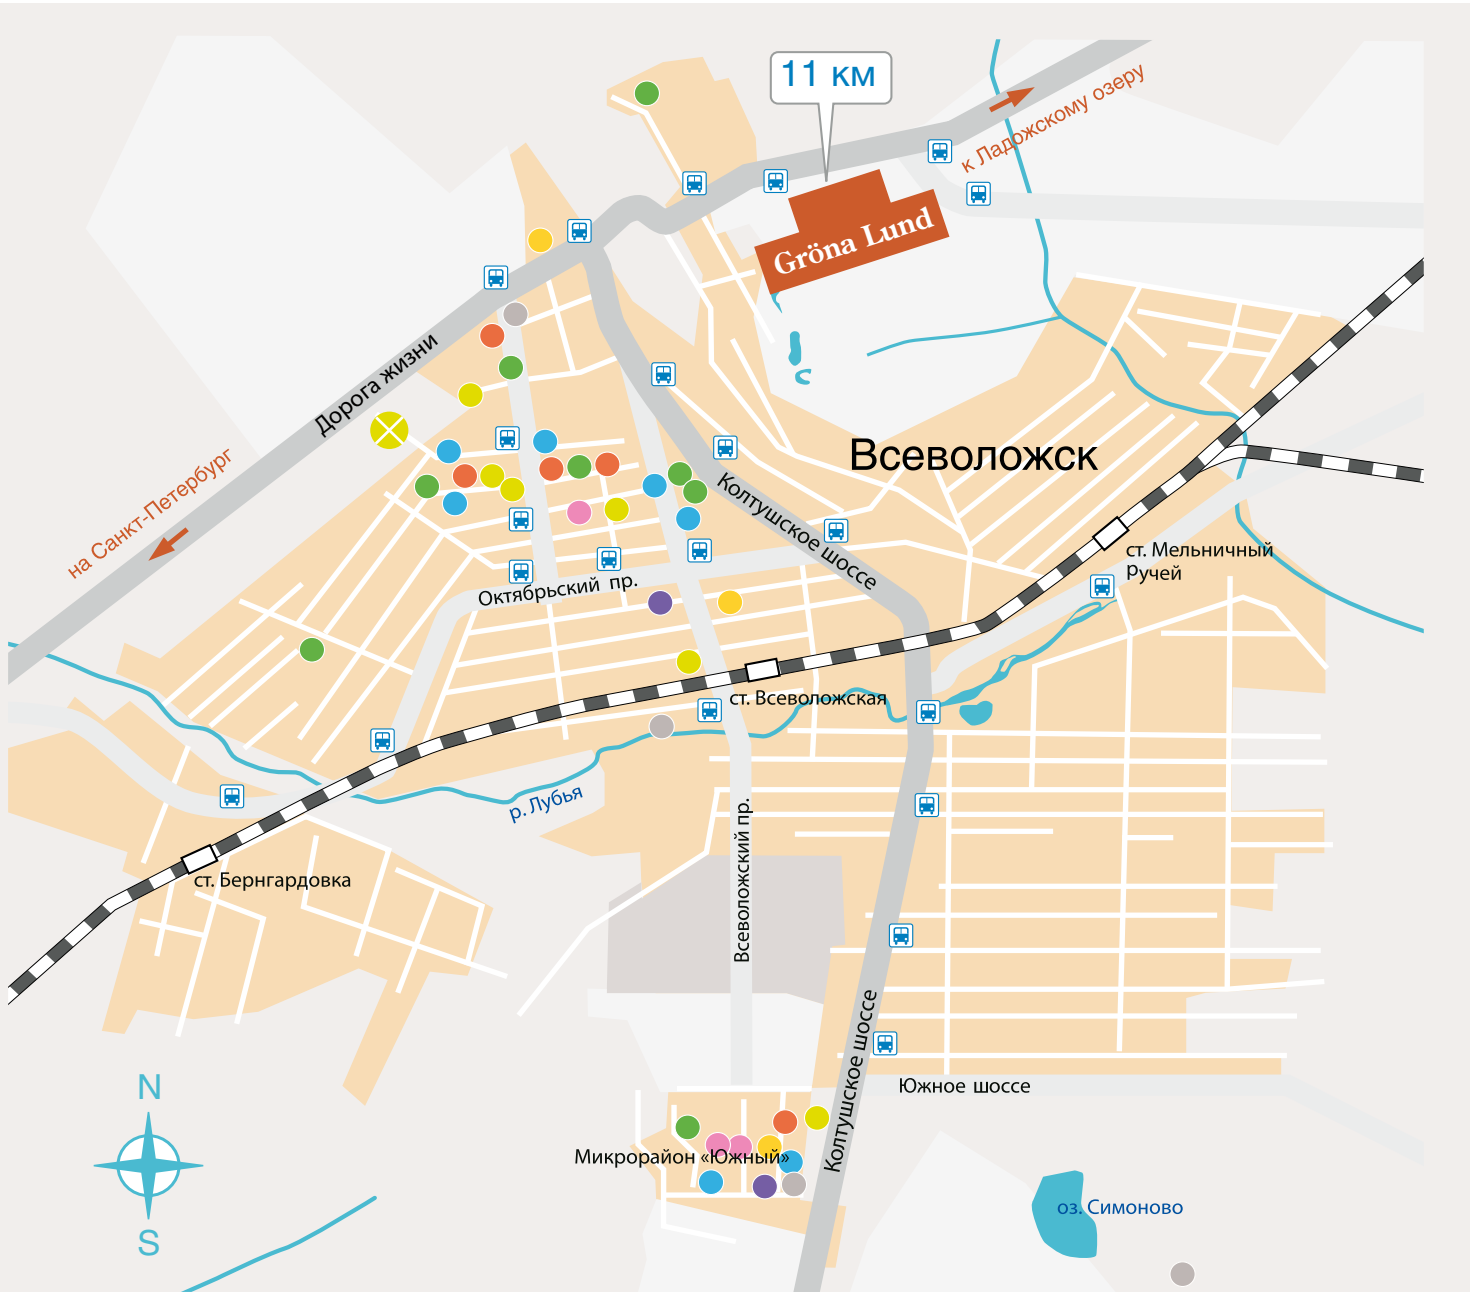 11 км
к Ладожскому озеру
Gröna Lund
Дорога жизни
на Санкт-Петербург
Всеволожск
Колтушское шоссе
ст. Мельничный
Ручей
Октябрьский пр.
ст. Всеволожская
р. Лубья
Всеволожский пр.
ст. Бернгардовка
Колтушское шоссе
Южное шоссе
N
Микрорайон «Южный»
оз. Симоново
S